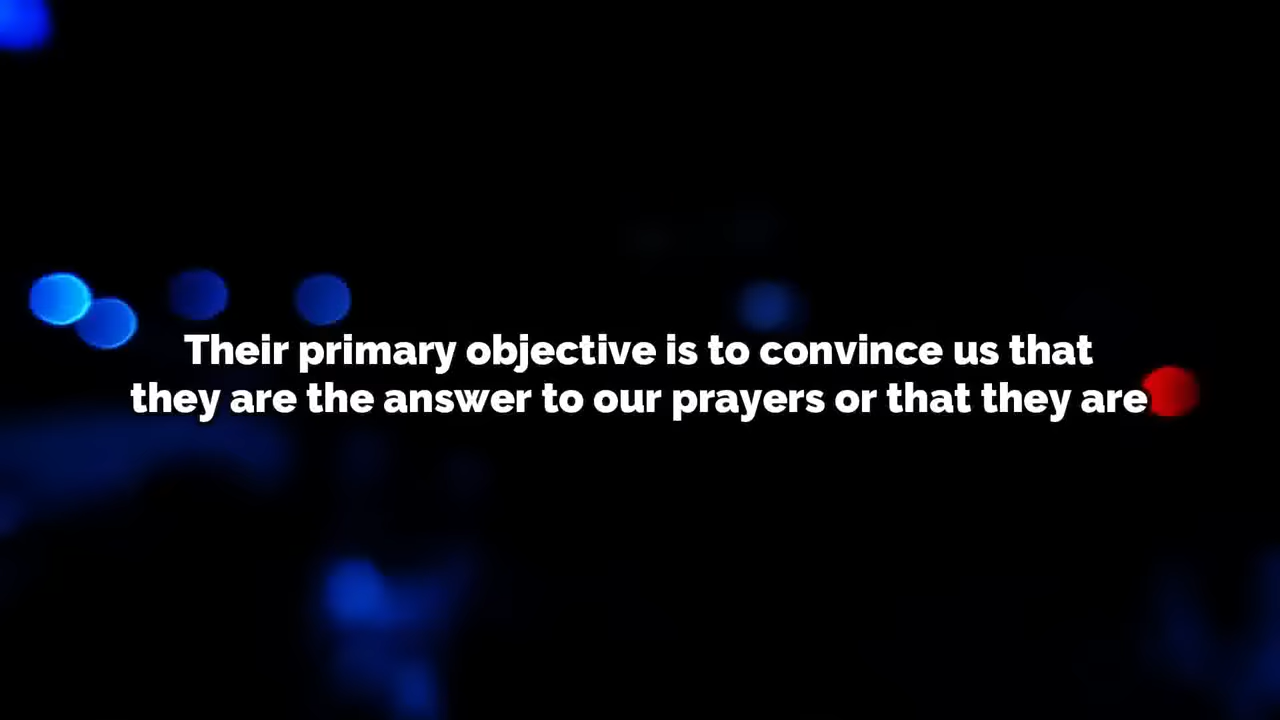 Their primary objective is to convince us that
they are the answer to our prayers or that they are